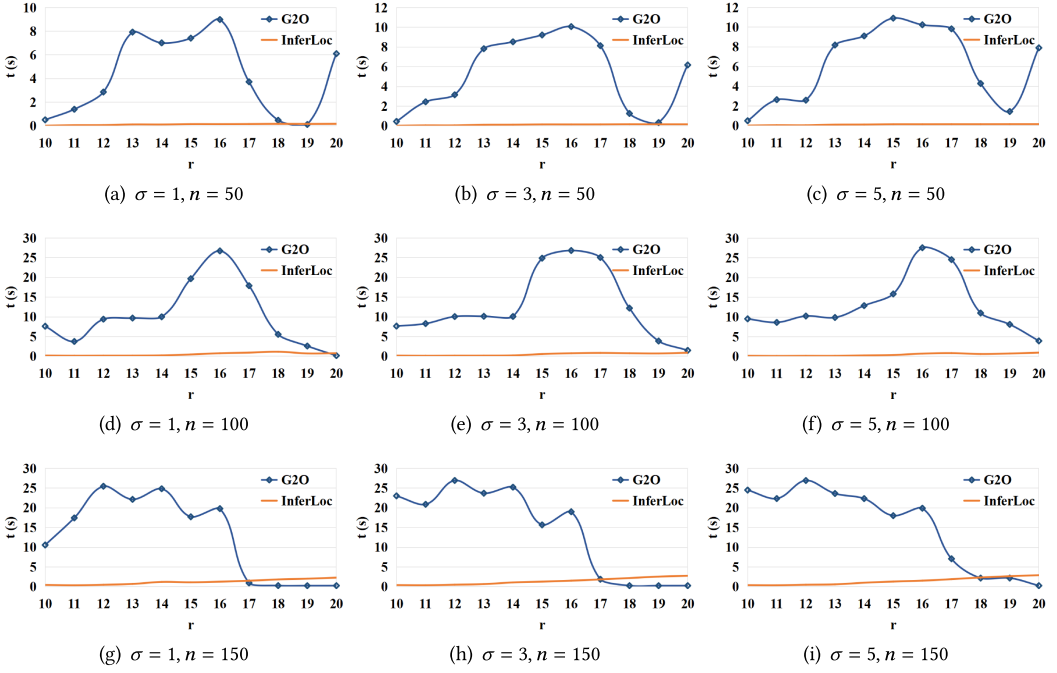 10
8
6
4
2
0
t (s)
G2O
InferLoc
10 11 12 13 14 15 16 17 18 19 20
r
(a) σ = 1, n = 50
12
10
8
6
4
2
0
t (s)
G2O
InferLoc
10 11 12 13 14 15 16 17 18 19 20
r
(b) σ = 3, n = 50
12
10
8
6
4
2
0
t (s)
G2O
InferLoc
10 11 12 13 14 15 16 17 18 19 20
r
(c) σ = 5, n = 50
30
25
20
15
10
5
0
t (s)
G2O
InferLoc
10 11 12 13 14 15 16 17 18 19 20
r
(d) σ = 1, n = 100
30
25
20
15
10
5
0
t (s)
G2O
InferLoc
10 11 12 13 14 15 16 17 18 19 20
r
(e) σ = 3, n = 100
30
25
20
15
10
5
0
t (s)
G2O
InferLoc
10 11 12 13 14 15 16 17 18 19 20
r
(f) σ = 5, n = 100
30
25
20
15
10
5
0
t (s)
G2O
InferLoc
10 11 12 13 14 15 16 17 18 19 20
r
(g) σ = 1, n = 150
30
25
20
15
10
5
0
t (s)
G2O
InferLoc
10 11 12 13 14 15 16 17 18 19 20
r
(h) σ = 3, n = 150
30
25
20
15
10
5
0
t (s)
G2O
InferLoc
10 11 12 13 14 15 16 17 18 19 20
r
(i) σ = 5, n = 150